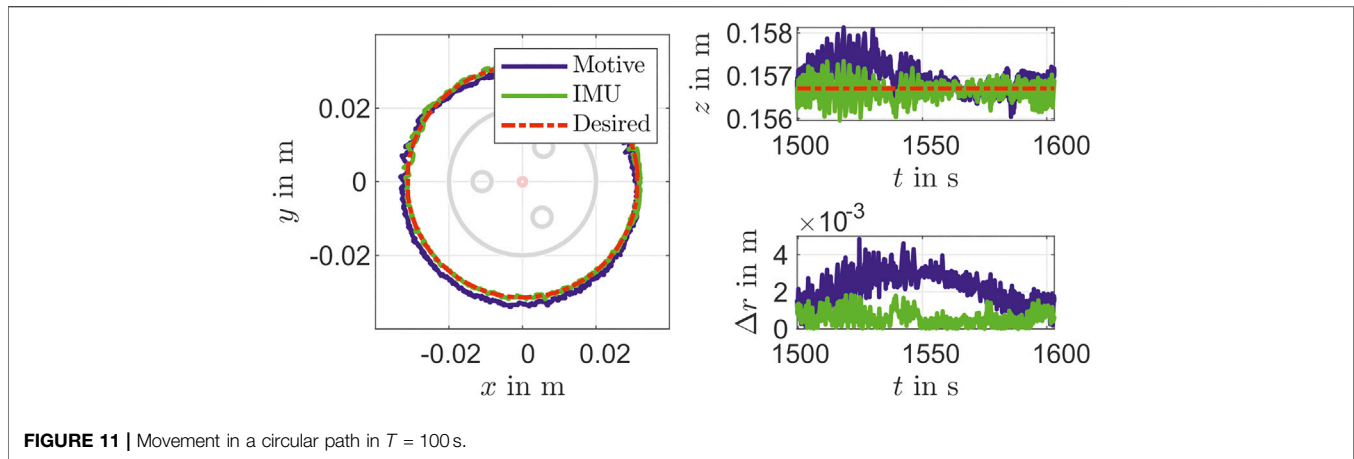 Motive
IMU
Desired
0.02
0
-0.02
y in m
-0.02 0 0.02
x in m
0.158
0.157
0.156
z in m
1500 1550 1600
t in s
×10⁻³
4
2
0
Δr in m
1500 1550 1600
t in s
FIGURE 11 | Movement in a circular path in T = 100 s.